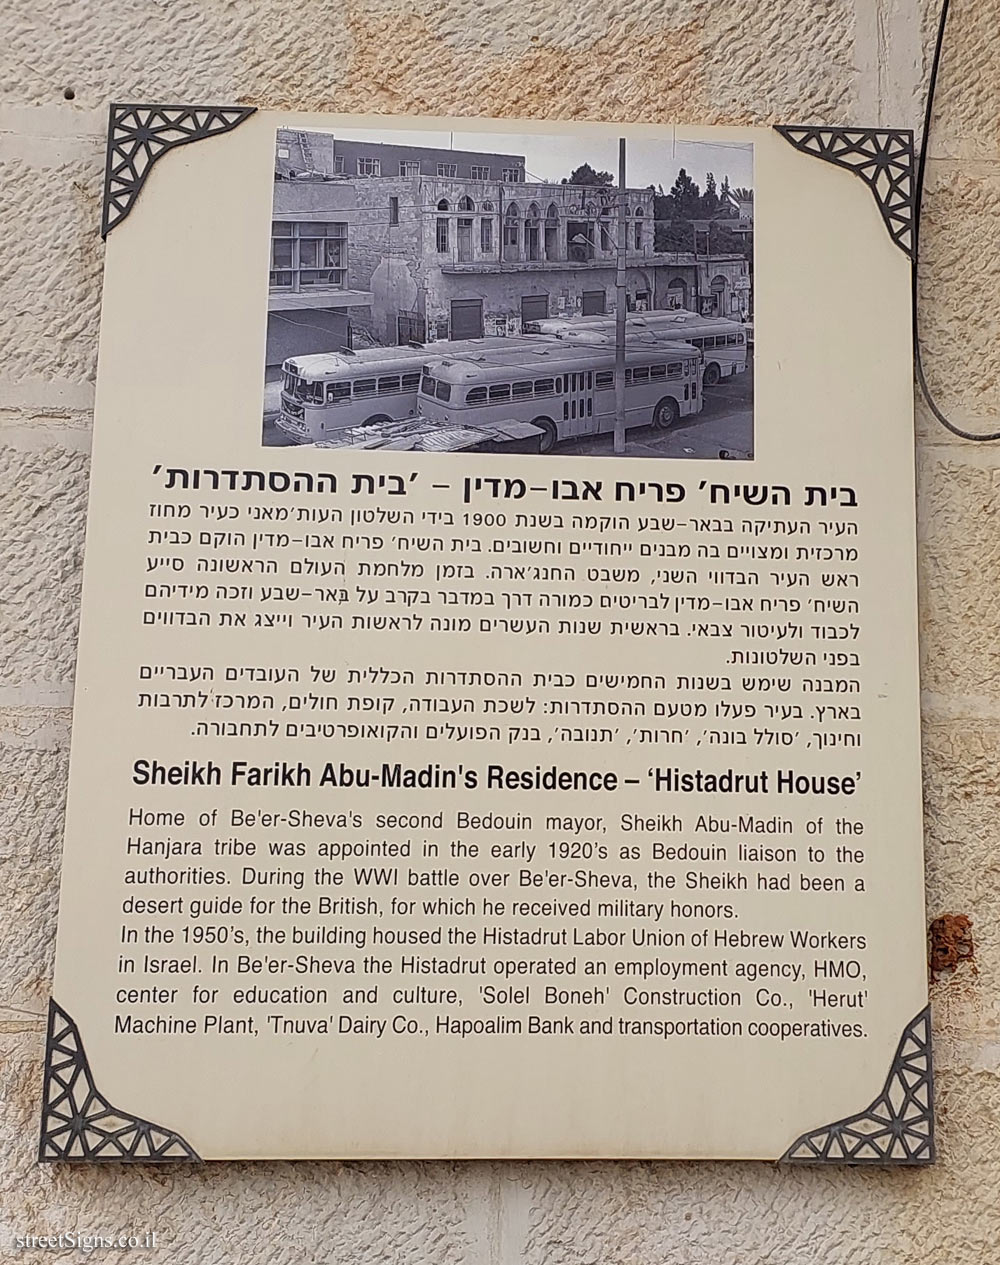 בית השיח' פריח אבו-מדין – 'בית ההסתדרות'
העיר העתיקה בבאר-שבע הוקמה בשנת 1900 בידי השלטון העות'מאני כעיר מחוז
מרכזית ומצויים בה מבנים ייחודיים וחשובים. בית השיח' פריח אבו-מדין הוקם כבית
ראש העיר הבדווי השני, משבט החנג'ארה. בזמן מלחמת העולם הראשונה סייע
השיח' פריח אבו-מדין לבריטים כמורה דרך במדבר בקרב על באר-שבע וזכה מידיהם
לכבוד ולעיטור צבאי. בראשית שנות העשרים מונה לראשות העיר וייצג את הבדווים
בפני השלטונות.
המבנה שימש בשנות החמישים כבית ההסתדרות הכללית של העובדים העבריים
בארץ. בעיר פעלו מטעם ההסתדרות: לשכת העבודה, קופת חולים, המרכז לתרבות
וחינוך, 'סולל בונה', 'חרות', 'תנובה', בנק הפועלים והקואופרטיבים לתחבורה.
Sheikh Farikh Abu-Madin's Residence – 'Histadrut House'
Home of Be'er-Sheva's second Bedouin mayor, Sheikh Abu-Madin of the
Hanjara tribe was appointed in the early 1920's as Bedouin liaison to the
authorities. During the WWI battle over Be'er-Sheva, the Sheikh had been a
desert guide for the British, for which he received military honors.
In the 1950's, the building housed the Histadrut Labor Union of Hebrew Workers
in Israel. In Be'er-Sheva the Histadrut operated an employment agency, HMO,
center for education and culture, 'Solel Boneh' Construction Co., 'Herut'
Machine Plant, 'Tnuva' Dairy Co., Hapoalim Bank and transportation cooperatives.
streetSigns.co.il